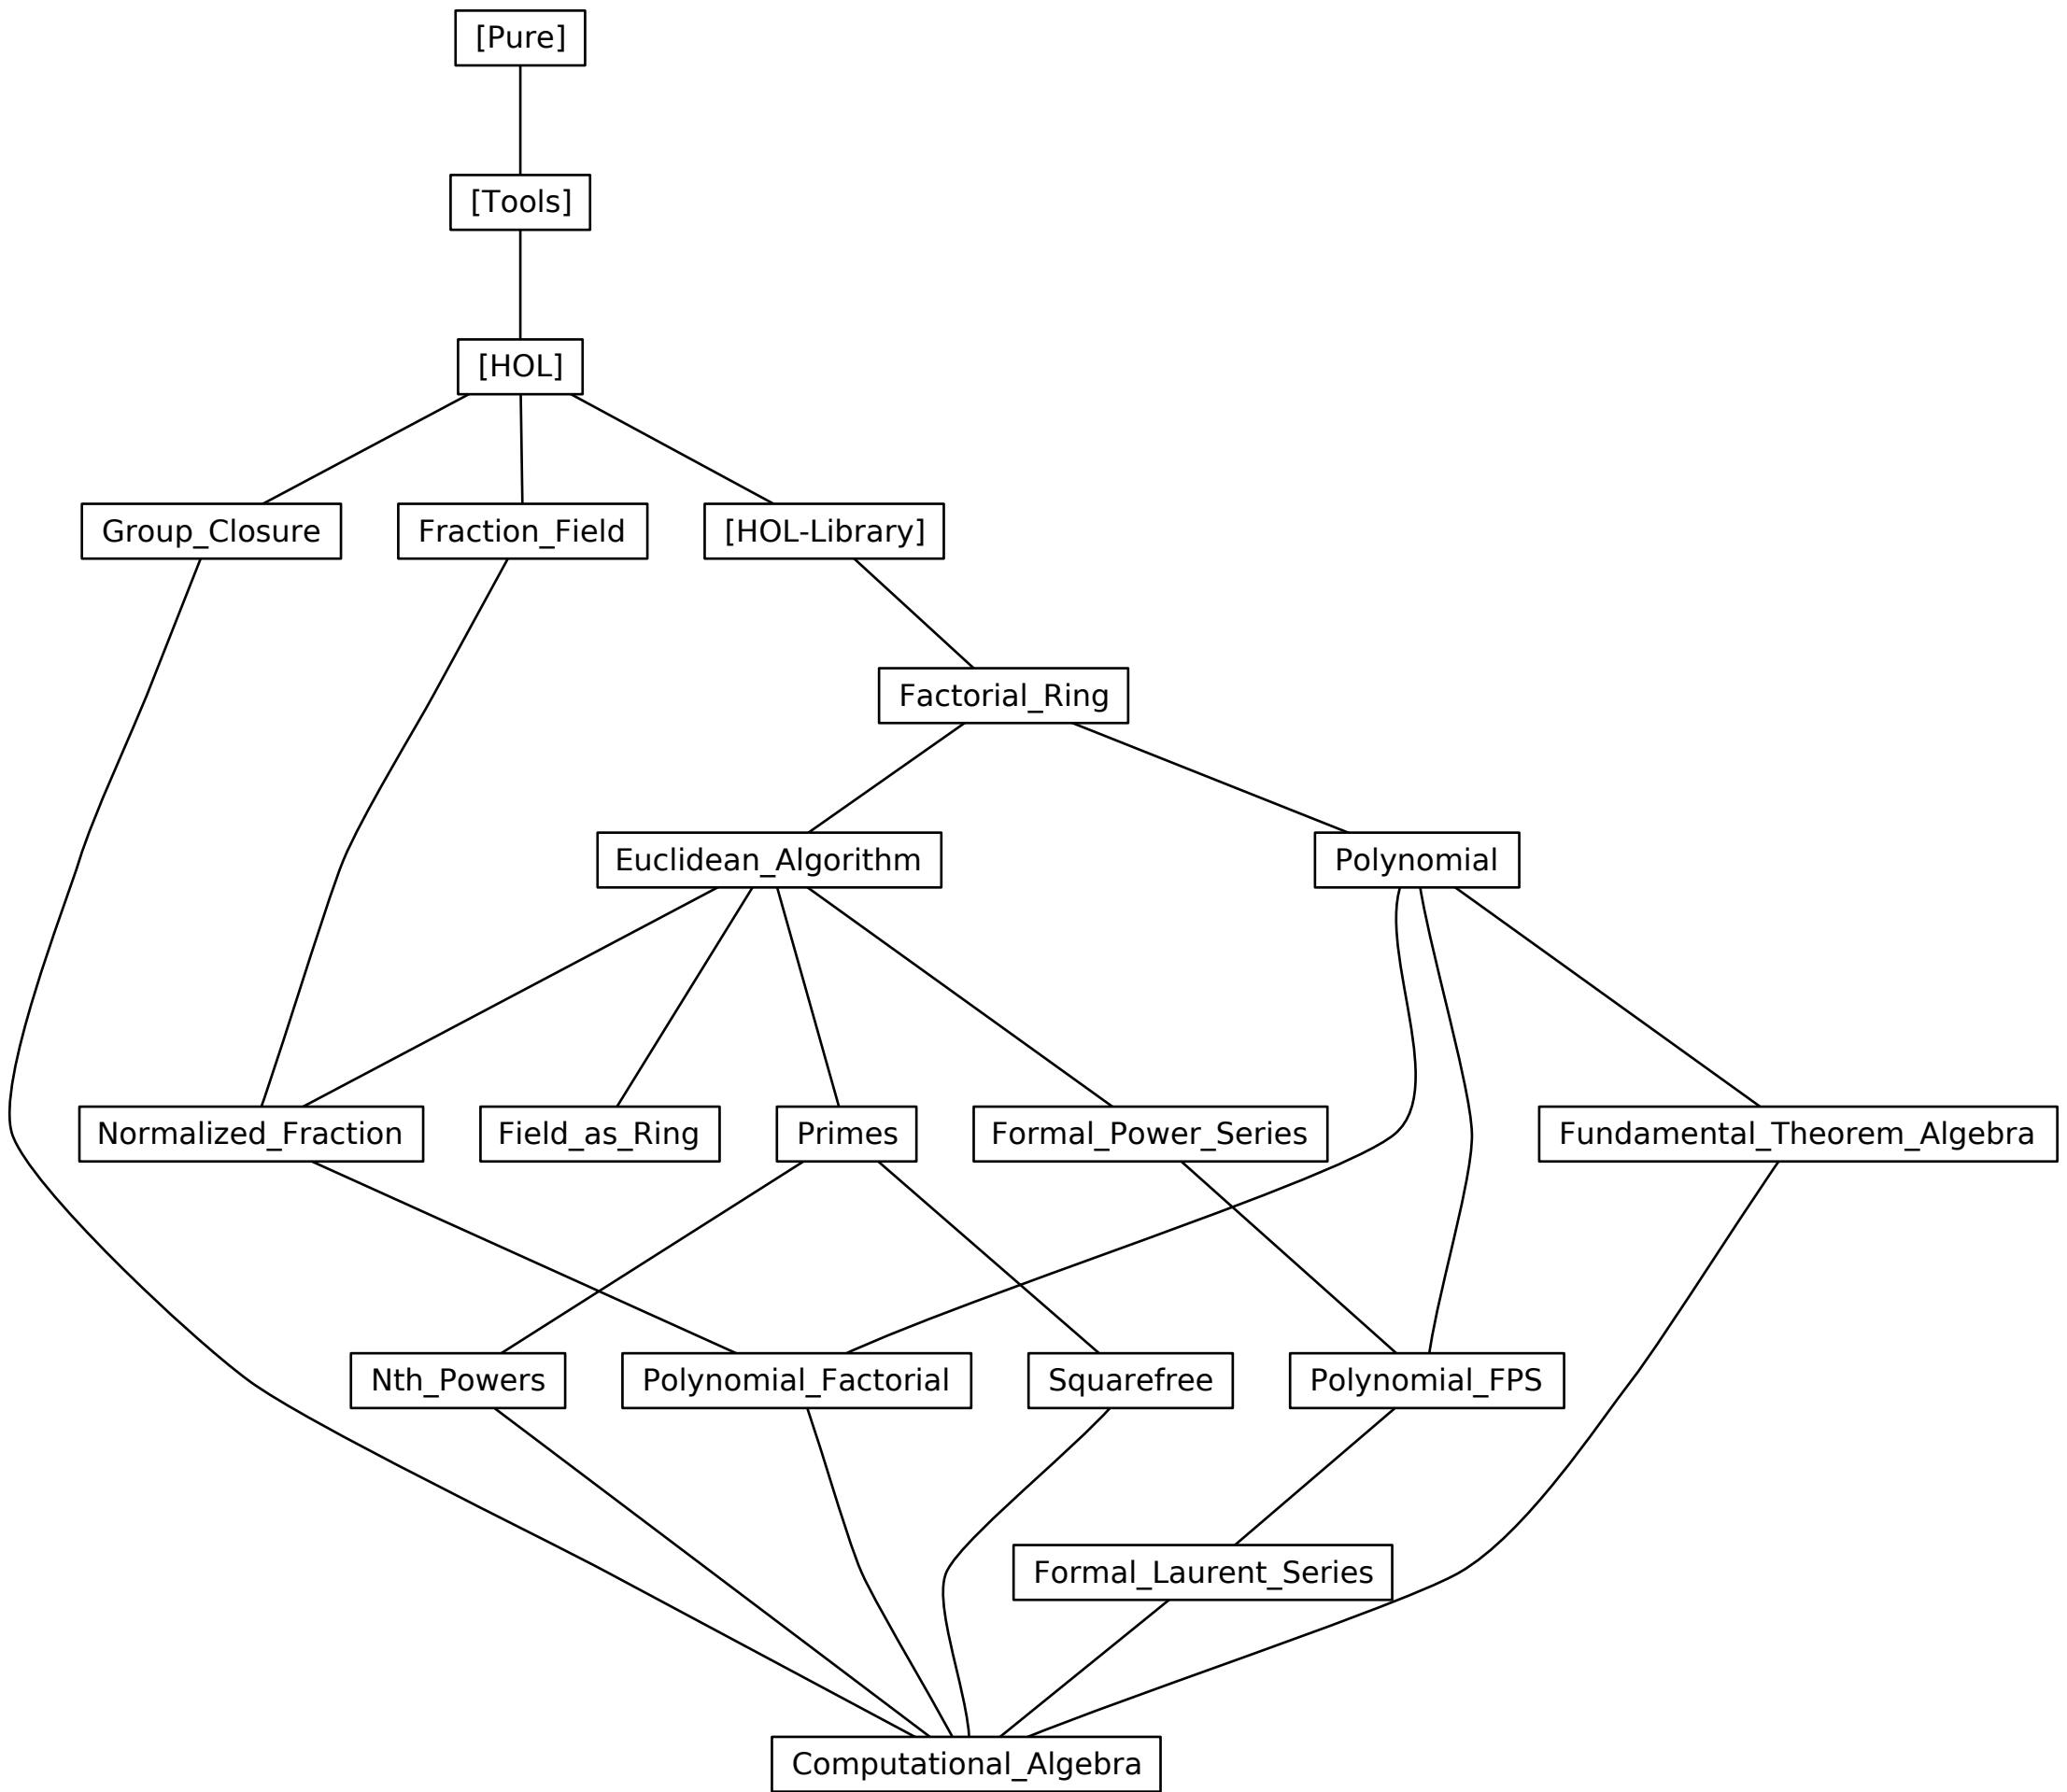 [Pure]
[Tools]
[HOL]
Group_Closure
Fraction_Field
[HOL-Library]
Factorial_Ring
Euclidean_Algorithm
Polynomial
Normalized_Fraction
Field_as_Ring
Primes
Formal_Power_Series
Fundamental_Theorem_Algebra
Nth_Powers
Polynomial_Factorial
Squarefree
Polynomial_FPS
Formal_Laurent_Series
Computational_Algebra